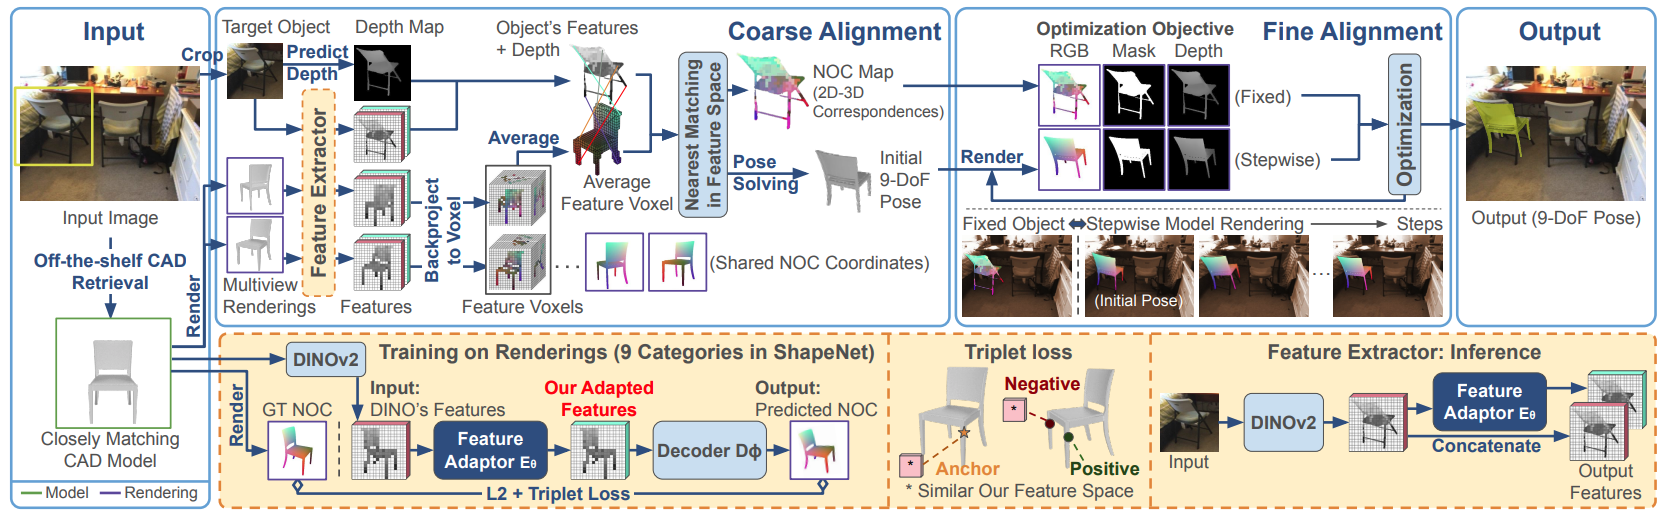 Input
Crop
Input Image
Off-the-shelf CAD
Retrieval
Render
Closely Matching
CAD Model
Model
Rendering
Coarse Alignment
Target Object
Predict
Depth
Depth Map
Feature Extractor
Multiview
Renderings
Features
Object's Features
+ Depth
Average
Backproject
to Voxel
Average
Feature Voxel
Feature Voxels
Nearest Matching
in Feature Space
NOC Map
(2D-3D
Correspondences)
Pose
Solving
Initial
9-DoF
Pose
...
(Shared NOC Coordinates)
Fine Alignment
Optimization Objective
RGB
Mask
Depth
(Fixed)
(Stepwise)
Render
Optimization
Fixed Object
Stepwise Model Rendering
Steps
(Initial Pose)
...
Output
Output (9-DoF Pose)
Training on Renderings (9 Categories in ShapeNet)
DINOv2
Render
GT NOC
Input:
DINO's Features
Feature
Adaptor Eθ
Our Adapted
Features
Decoder Dϕ
Output:
Predicted NOC
L2 + Triplet Loss
Triplet loss
Negative
*
*
Anchor
Positive
* Similar Our Feature Space
Feature Extractor: Inference
Input
DINOv2
Feature
Adaptor Eθ
Concatenate
Output
Features